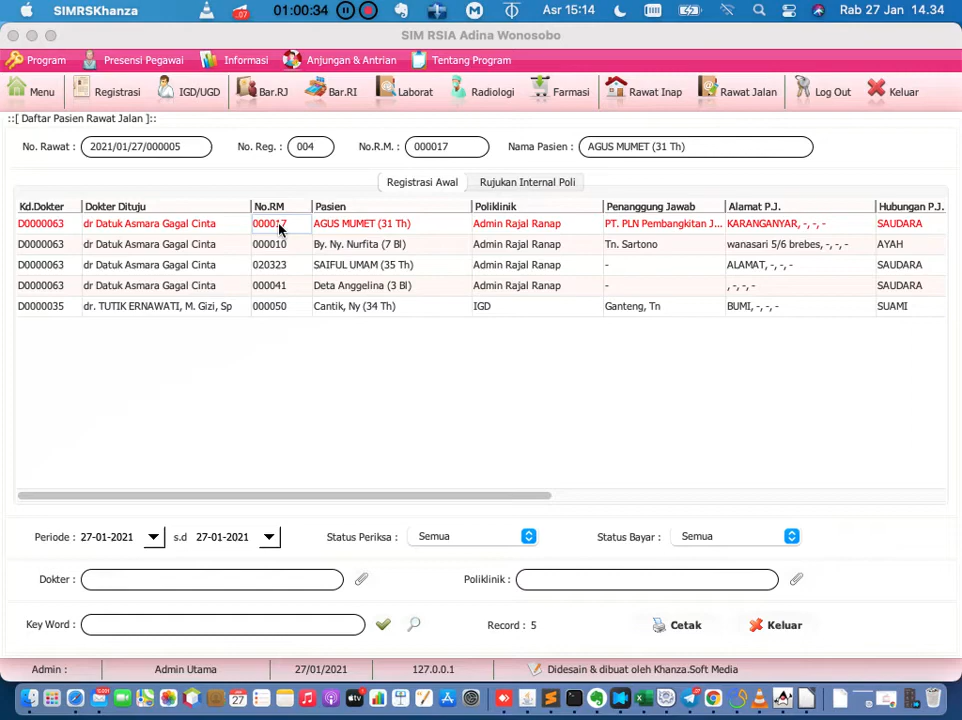 SIMRSKhanza 01:00:34 Asr 15:14 Rab 27 Jan 14.34
SIM RSIA Adina Wonosobo
Program Presensi Pegawai Informasi Anjungan & Antrian Tentang Program
Menu Registrasi IGD/UGD Bar.RJ Bar.RI Laborat Radiologi Farmasi Rawat Inap Rawat Jalan Log Out Keluar
::[ Daftar Pasien Rawat Jalan ]::
No. Rawat : 2021/01/27/000005 No. Reg. : 004 No.R.M. : 000017 Nama Pasien : AGUS MUMET (31 Th)
Registrasi Awal Rujukan Internal Poli
Kd.Dokter Dokter Dituju No.RM Pasien Poliklinik Penanggung Jawab Alamat P.J. Hubungan P.J.
D0000063 dr Datuk Asmara Gagal Cinta 000017 AGUS MUMET (31 Th) Admin Rajal Ranap PT. PLN Pembangkitan J... KARANGANYAR, -, -, - SAUDARA
D0000063 dr Datuk Asmara Gagal Cinta 000010 By. Ny. Nurfita (7 Bl) Admin Rajal Ranap Tn. Sartono wanasari 5/6 brebes, -, -, - AYAH
D0000063 dr Datuk Asmara Gagal Cinta 020323 SAIFUL UMAM (35 Th) Admin Rajal Ranap - ALAMAT, -, -, - SAUDARA
D0000063 dr Datuk Asmara Gagal Cinta 000041 Deta Anggelina (3 Bl) Admin Rajal Ranap - , -, -, - SAUDARA
D0000035 dr. TUTIK ERNAWATI, M. Gizi, Sp 000050 Cantik, Ny (34 Th) IGD Ganteng, Tn BUMI, -, -, - SUAMI
Periode : 27-01-2021 s.d 27-01-2021 Status Periksa : Semua Status Bayar : Semua
Dokter : Poliklinik :
Key Word : Record : 5 Cetak Keluar
Admin : Admin Utama 27/01/2021 127.0.0.1 Didesain & dibuat oleh Khanza.Soft Media